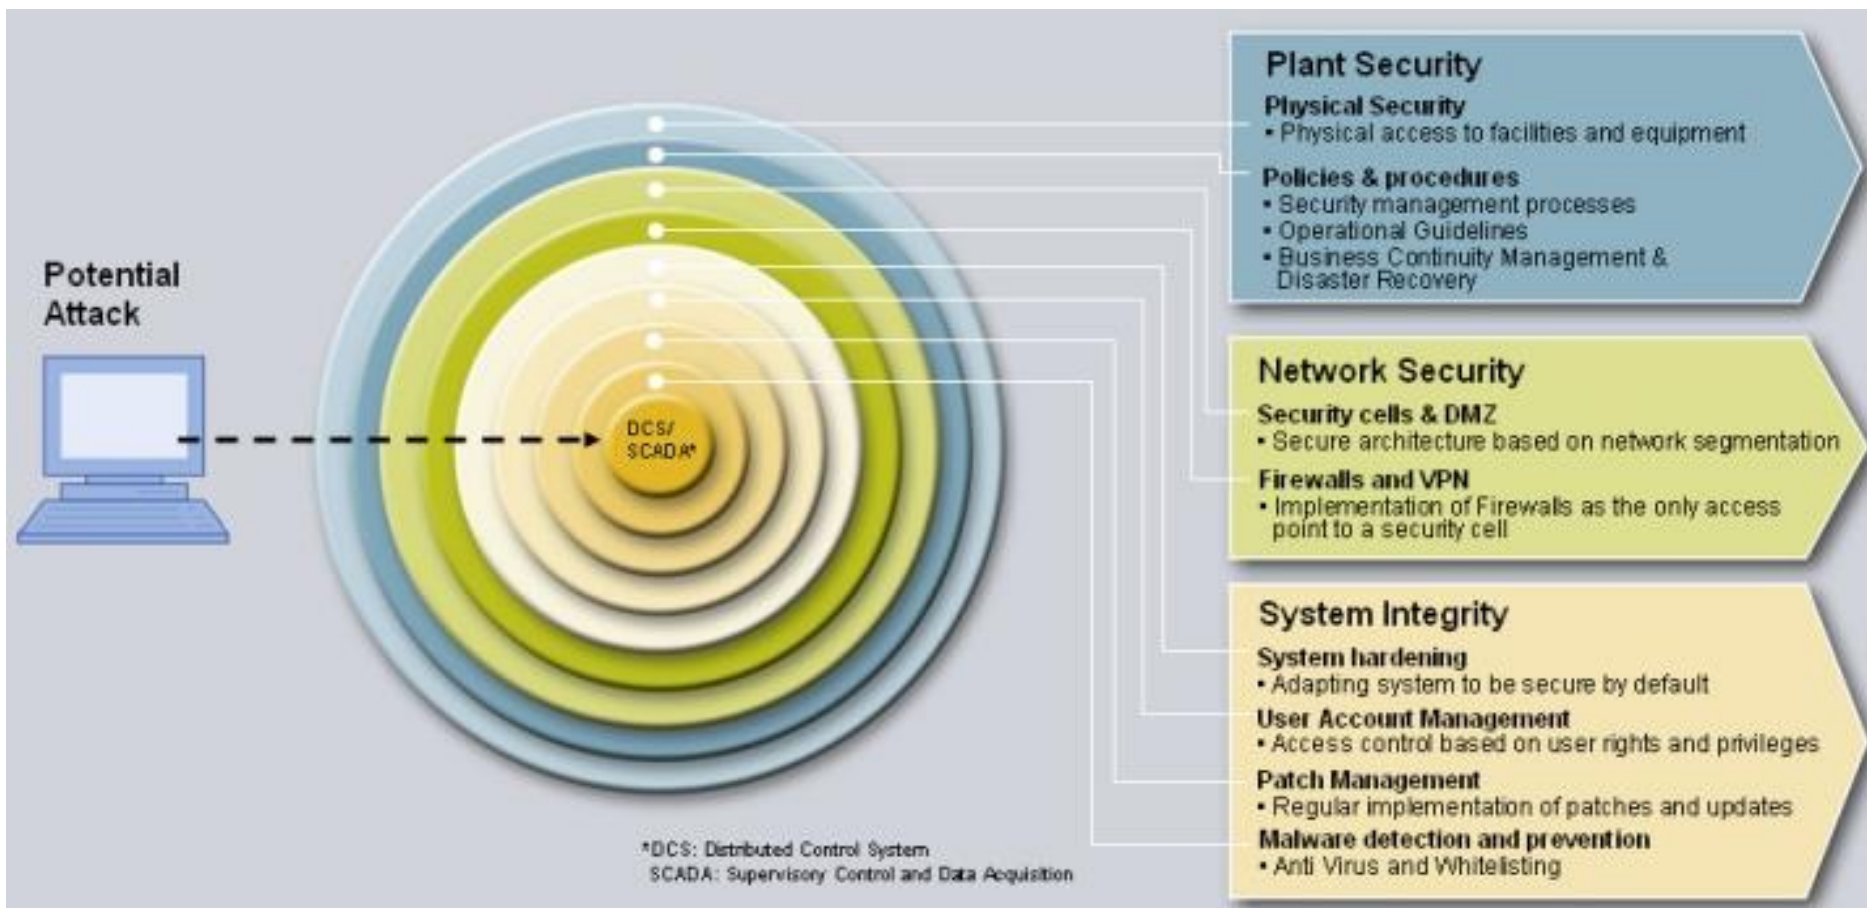 Potential
Attack
DCS/
SCADA*
*DCS: Distributed Control System
SCADA: Supervisory Control and Data Acquisition
Plant Security
Physical Security
• Physical access to facilities and equipment
Policies & procedures
• Security management processes
• Operational Guidelines
• Business Continuity Management &
Disaster Recovery
Network Security
Security cells & DMZ
• Secure architecture based on network segmentation
Firewalls and VPN
• Implementation of Firewalls as the only access
point to a security cell
System Integrity
System hardening
• Adapting system to be secure by default
User Account Management
• Access control based on user rights and privileges
Patch Management
• Regular implementation of patches and updates
Malware detection and prevention
• Anti Virus and Whitelisting